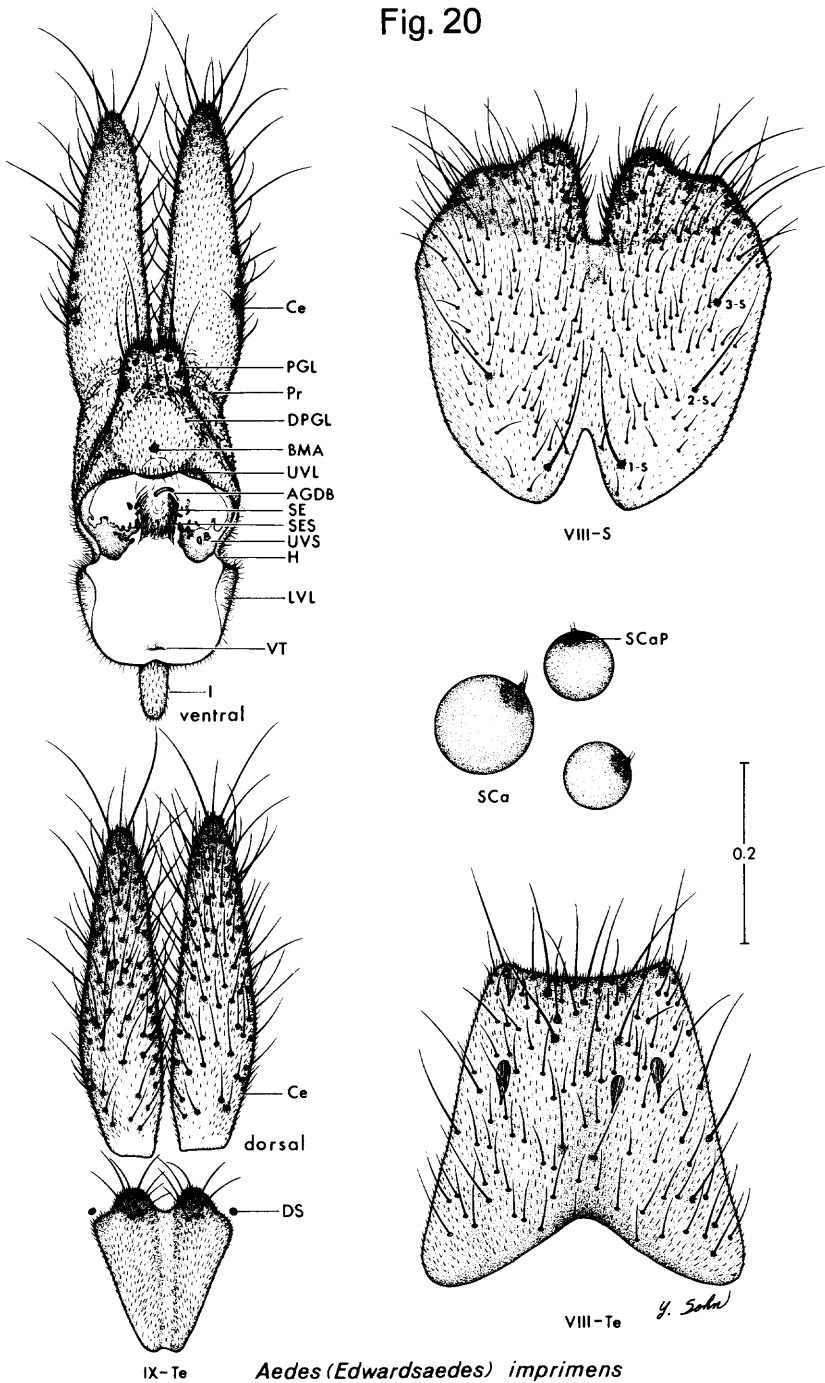 Fig. 20
Ce
PGL
Pr
DPGL
BMA
UVL
AGDB
SE
SES
UVS
H
LVL
VT
I
ventral
3-S
2-S
1-S
VIII-S
SCaP
SCa
0.2
Ce
dorsal
DS
IX-Te
VIII-Te
Y. Sohn
Aedes (Edwardsaedes) imprimens